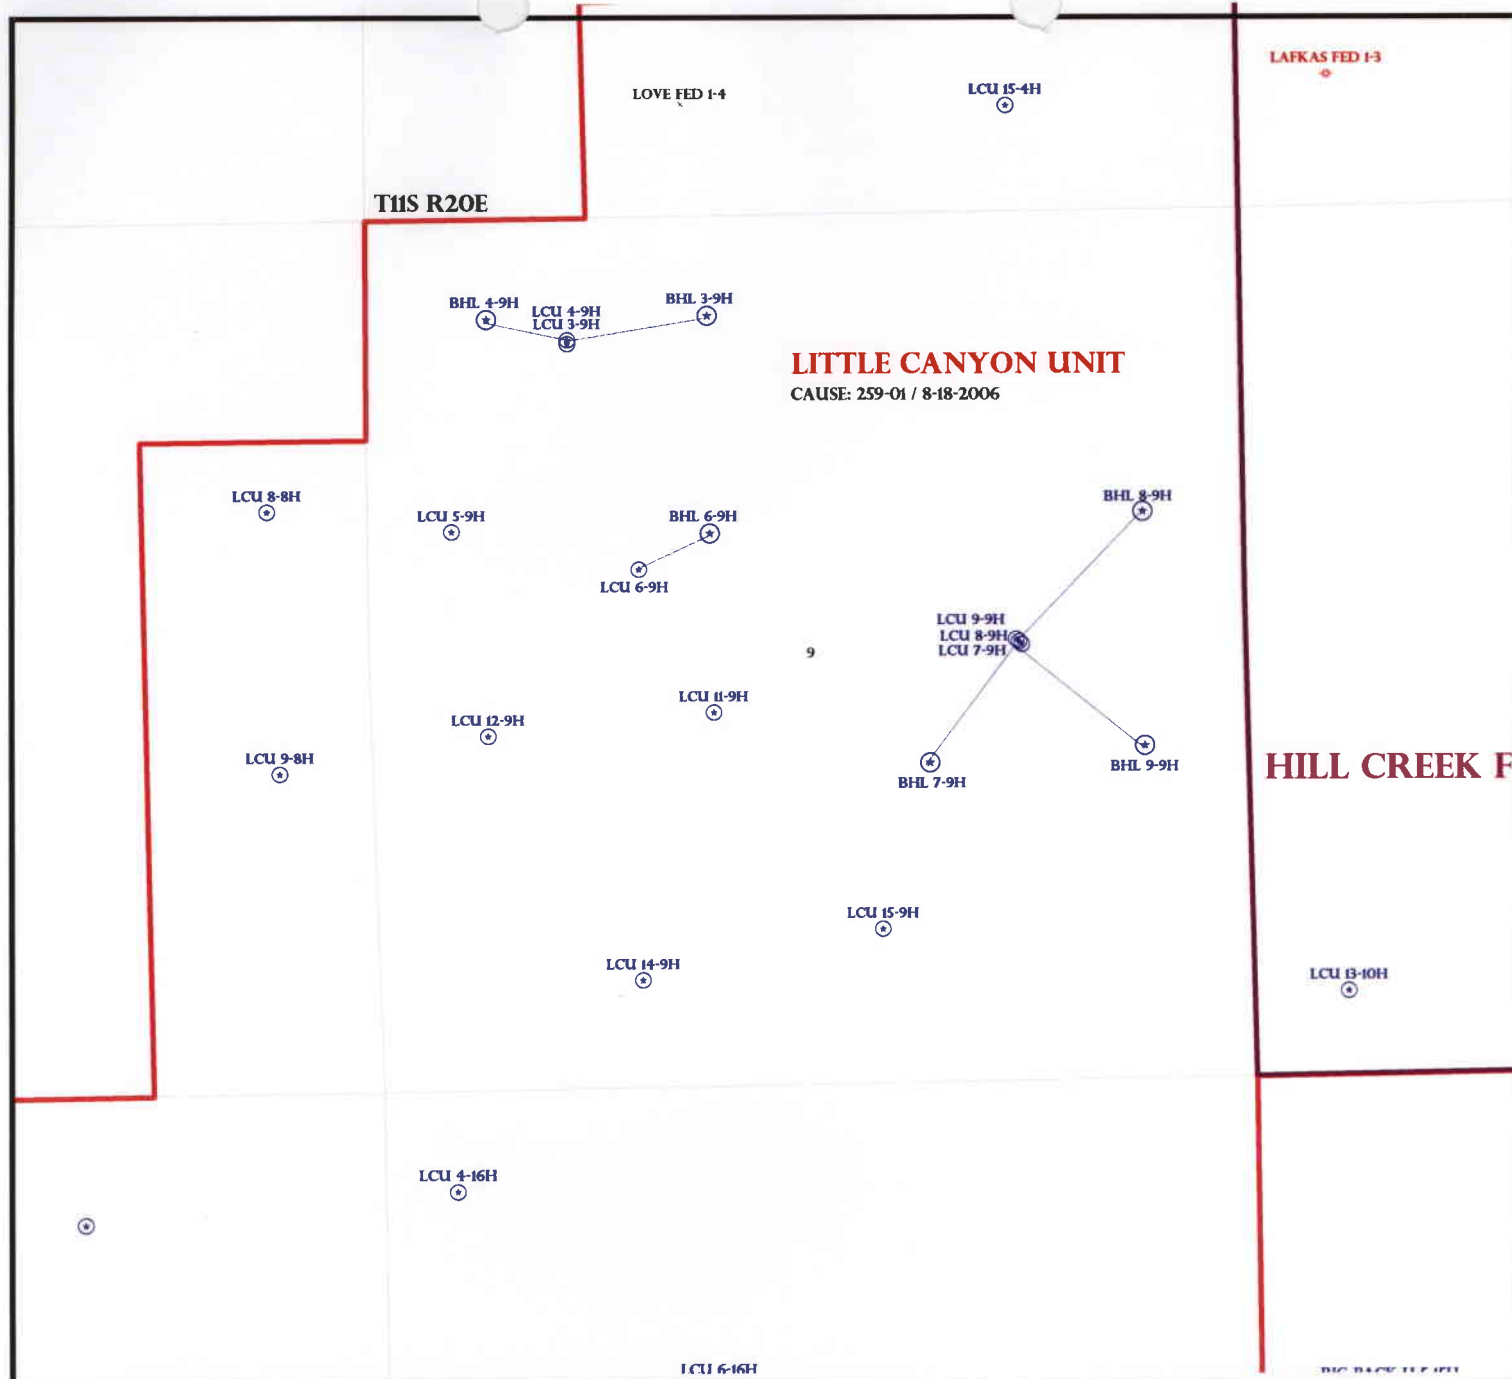 LAFKAS FED 1-3
LOVE FED 1-4
LCU 15-4H
T11S R20E
BHL 4-9H
LCU 4-9H
LCU 3-9H
BHL 3-9H
LITTLE CANYON UNIT
CAUSE: 259-01 / 8-18-2006
LCU 8-8H
LCU 5-9H
BHL 6-9H
BHL 8-9H
LCU 6-9H
LCU 9-9H
LCU 8-9H
LCU 7-9H
9
LCU 11-9H
LCU 12-9H
LCU 9-8H
BHL 7-9H
BHL 9-9H
HILL CREEK F
LCU 15-9H
LCU 14-9H
LCU 13-10H
LCU 4-16H
LCU 6-16H